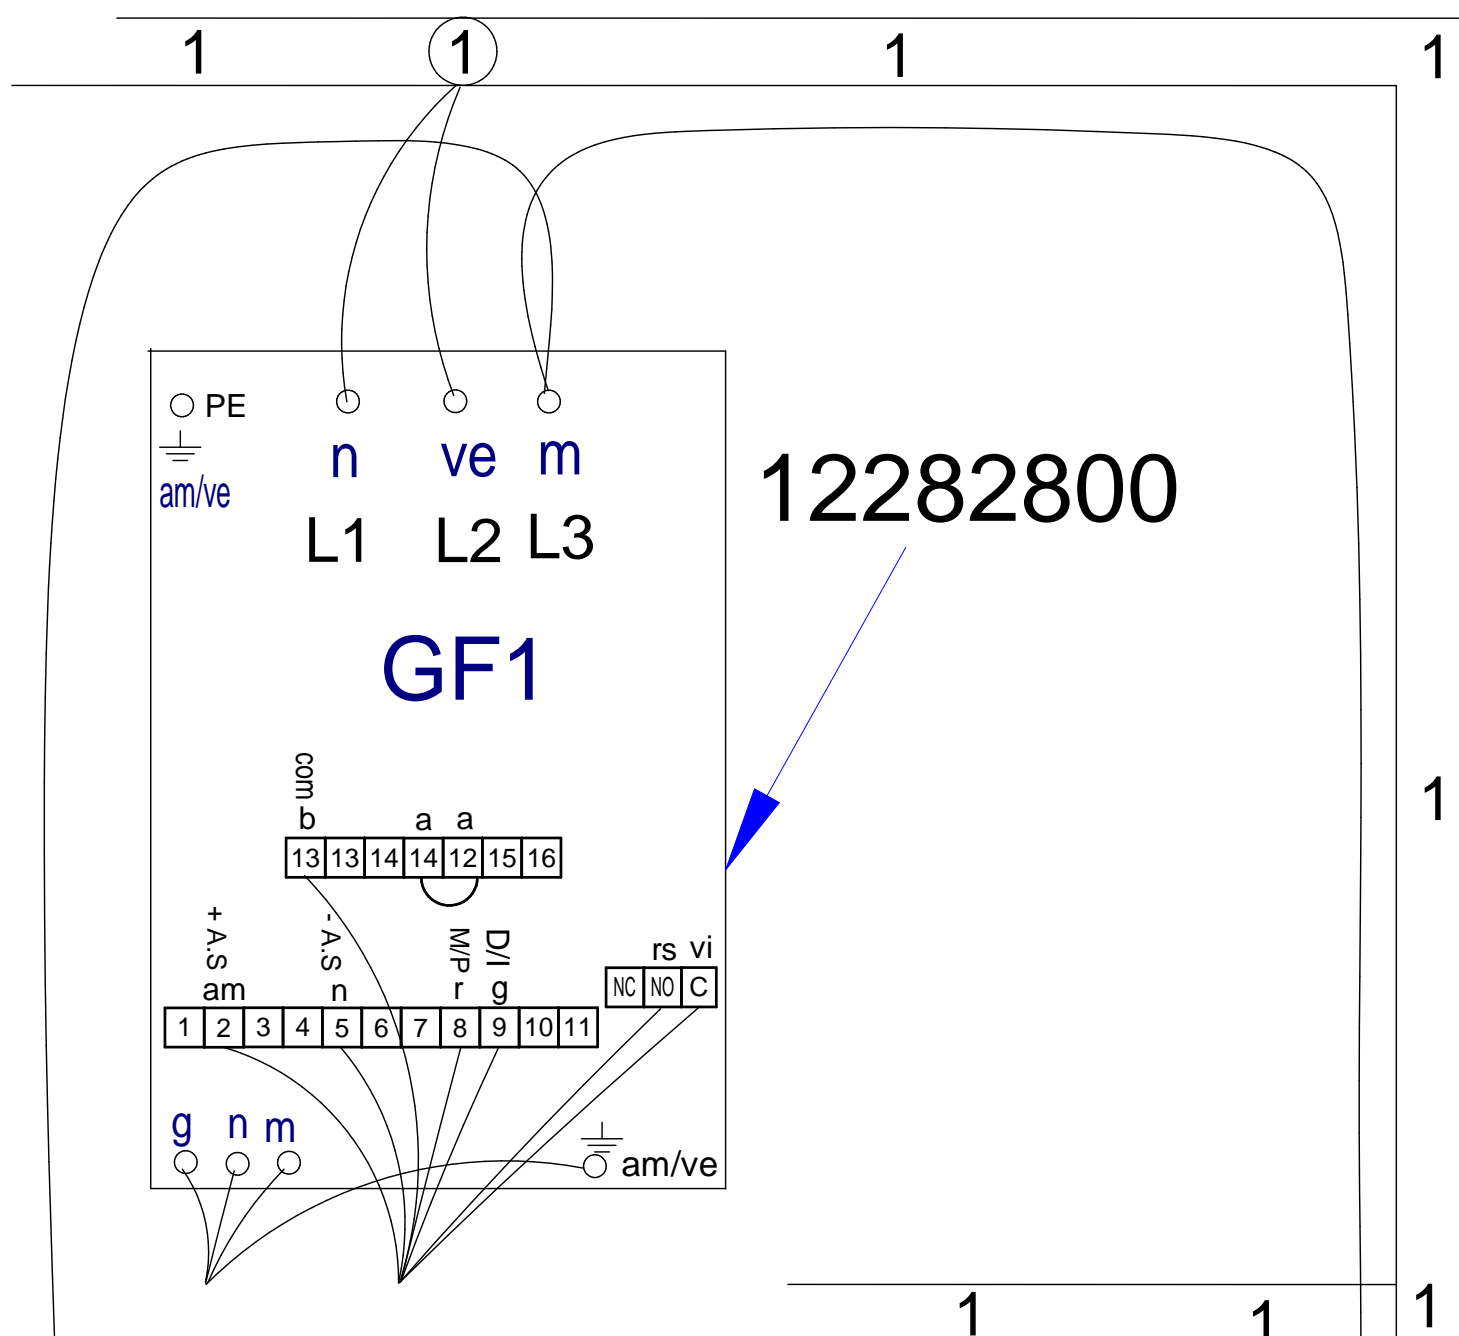 1 1 1 1
PE
am/ve
n ve m
L1 L2 L3
12282800
GF1
com
b a a
13 13 14 14 12 15 16
1
+ A.S - A.S M/P D/I
am n r g
rs vi
NC NO C
1 2 3 4 5 6 7 8 9 10 11
g n m
am/ve
1 1 1